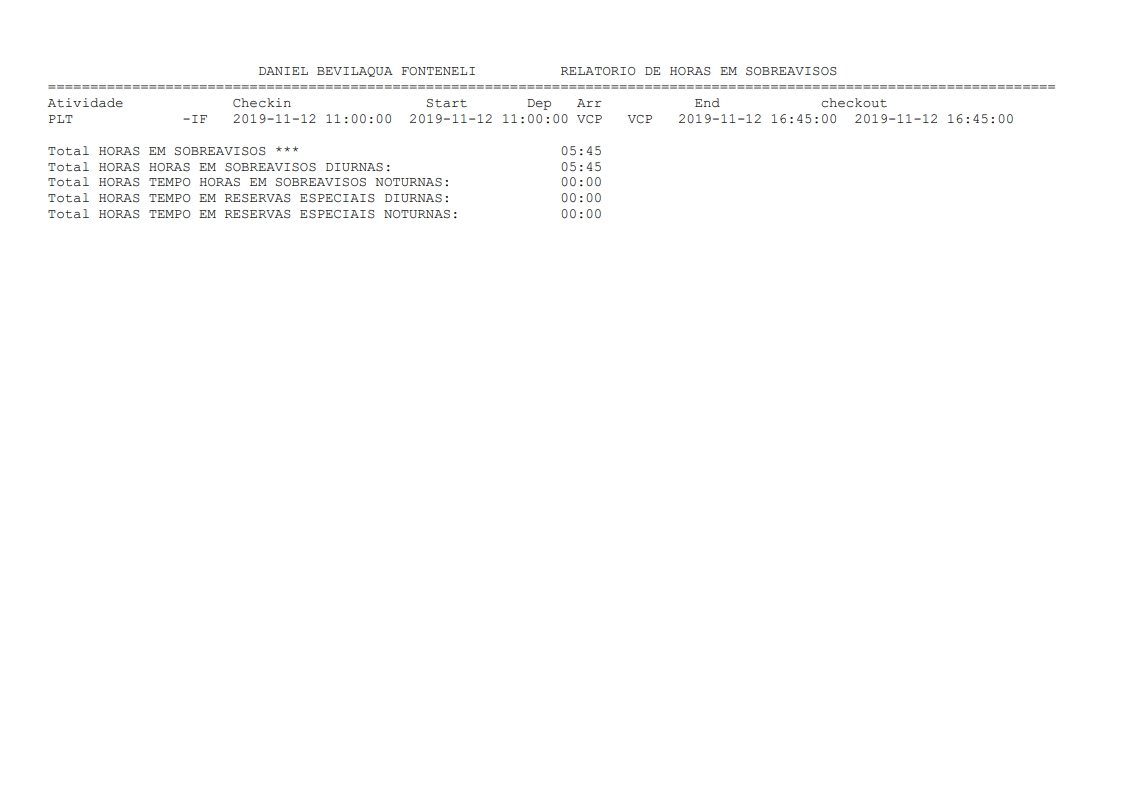 DANIEL BEVILAQUA FONTENELI          RELATORIO DE HORAS EM SOBREAVISOS
========================================================================================================================
Atividade             Checkin                Start       Dep   Arr           End            checkout
PLT             -IF   2019-11-12 11:00:00  2019-11-12 11:00:00 VCP   VCP   2019-11-12 16:45:00  2019-11-12 16:45:00
Total HORAS EM SOBREAVISOS ***                               05:45
Total HORAS HORAS EM SOBREAVISOS DIURNAS:                    05:45
Total HORAS TEMPO HORAS EM SOBREAVISOS NOTURNAS:             00:00
Total HORAS TEMPO EM RESERVAS ESPECIAIS DIURNAS:             00:00
Total HORAS TEMPO EM RESERVAS ESPECIAIS NOTURNAS:            00:00